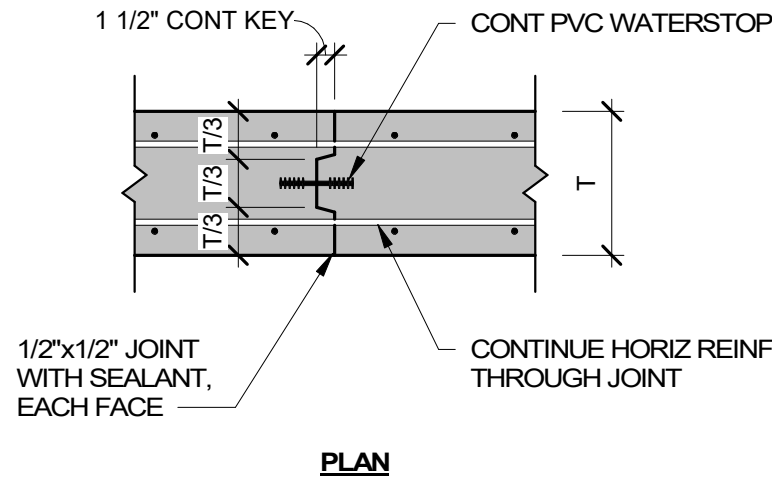 1 1/2" CONT KEY
CONT PVC WATERSTOP
T/3
T/3
T/3
T
1/2"x1/2" JOINT
WITH SEALANT,
EACH FACE
CONTINUE HORIZ REINF
THROUGH JOINT
PLAN